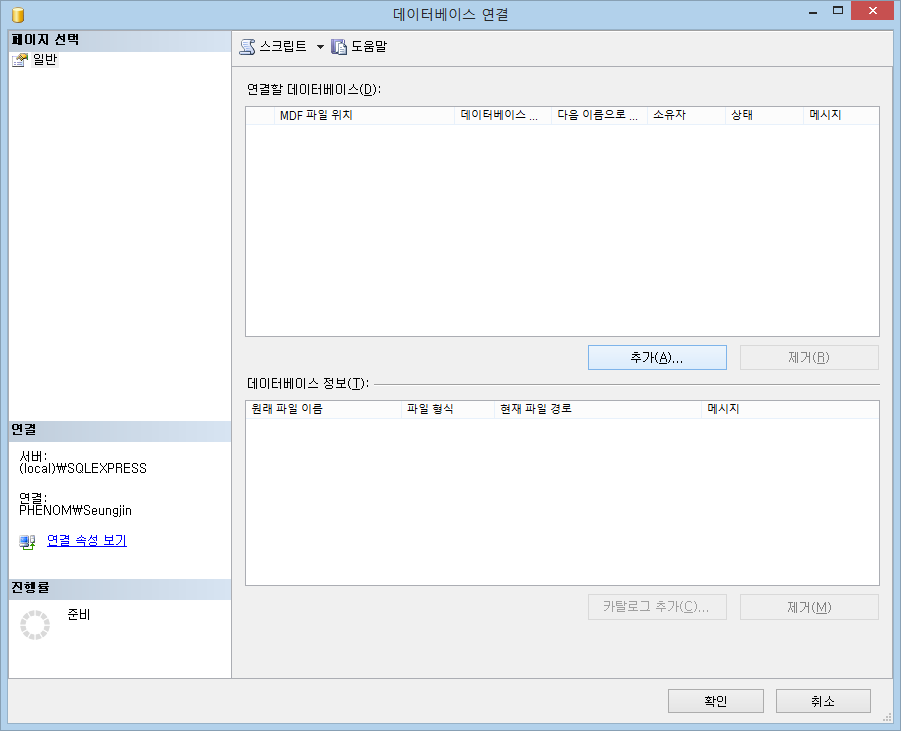 데이터베이스 연결
페이지 선택
일반
스크립트 도움말
연결할 데이터베이스(D):
MDF 파일 위치 데이터베이스 ... 다음 이름으로 ... 소유자 상태 메시지
추가(A)... 제거(R)
데이터베이스 정보(T):
원래 파일 이름 파일 형식 현재 파일 경로 메시지
연결
서버:
(local)₩SQLEXPRESS
연결:
PHENOM₩Seungjin
연결 속성 보기
진행률
준비
카탈로그 추가(C)... 제거(M)
확인 취소